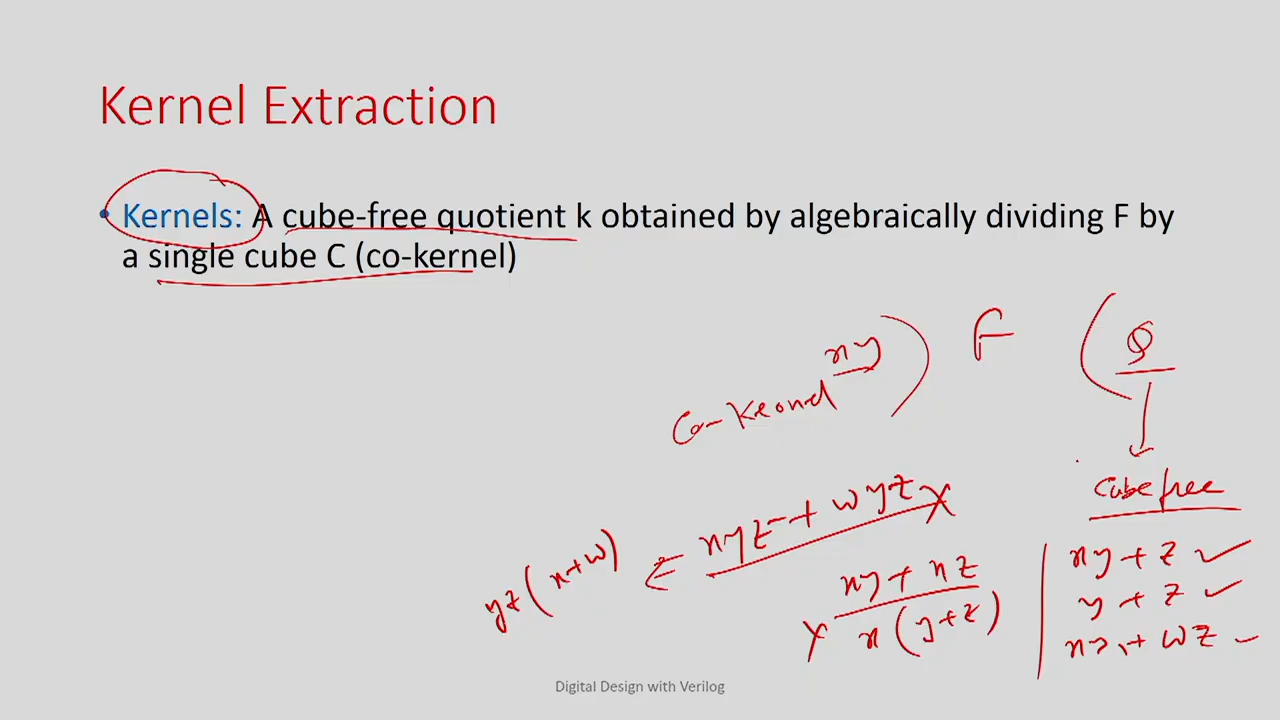 Kernel Extraction
• Kernels: A cube-free quotient k obtained by algebraically dividing F by
a single cube C (co-kernel)
xy ) F ( Q
Co-Kernel
Cube free
xyz + wyz X
yz(x+w) ⇐
xy + z ✓
xy + xz
y + z ✓
X x(y+z)
Digital Design with Verilog